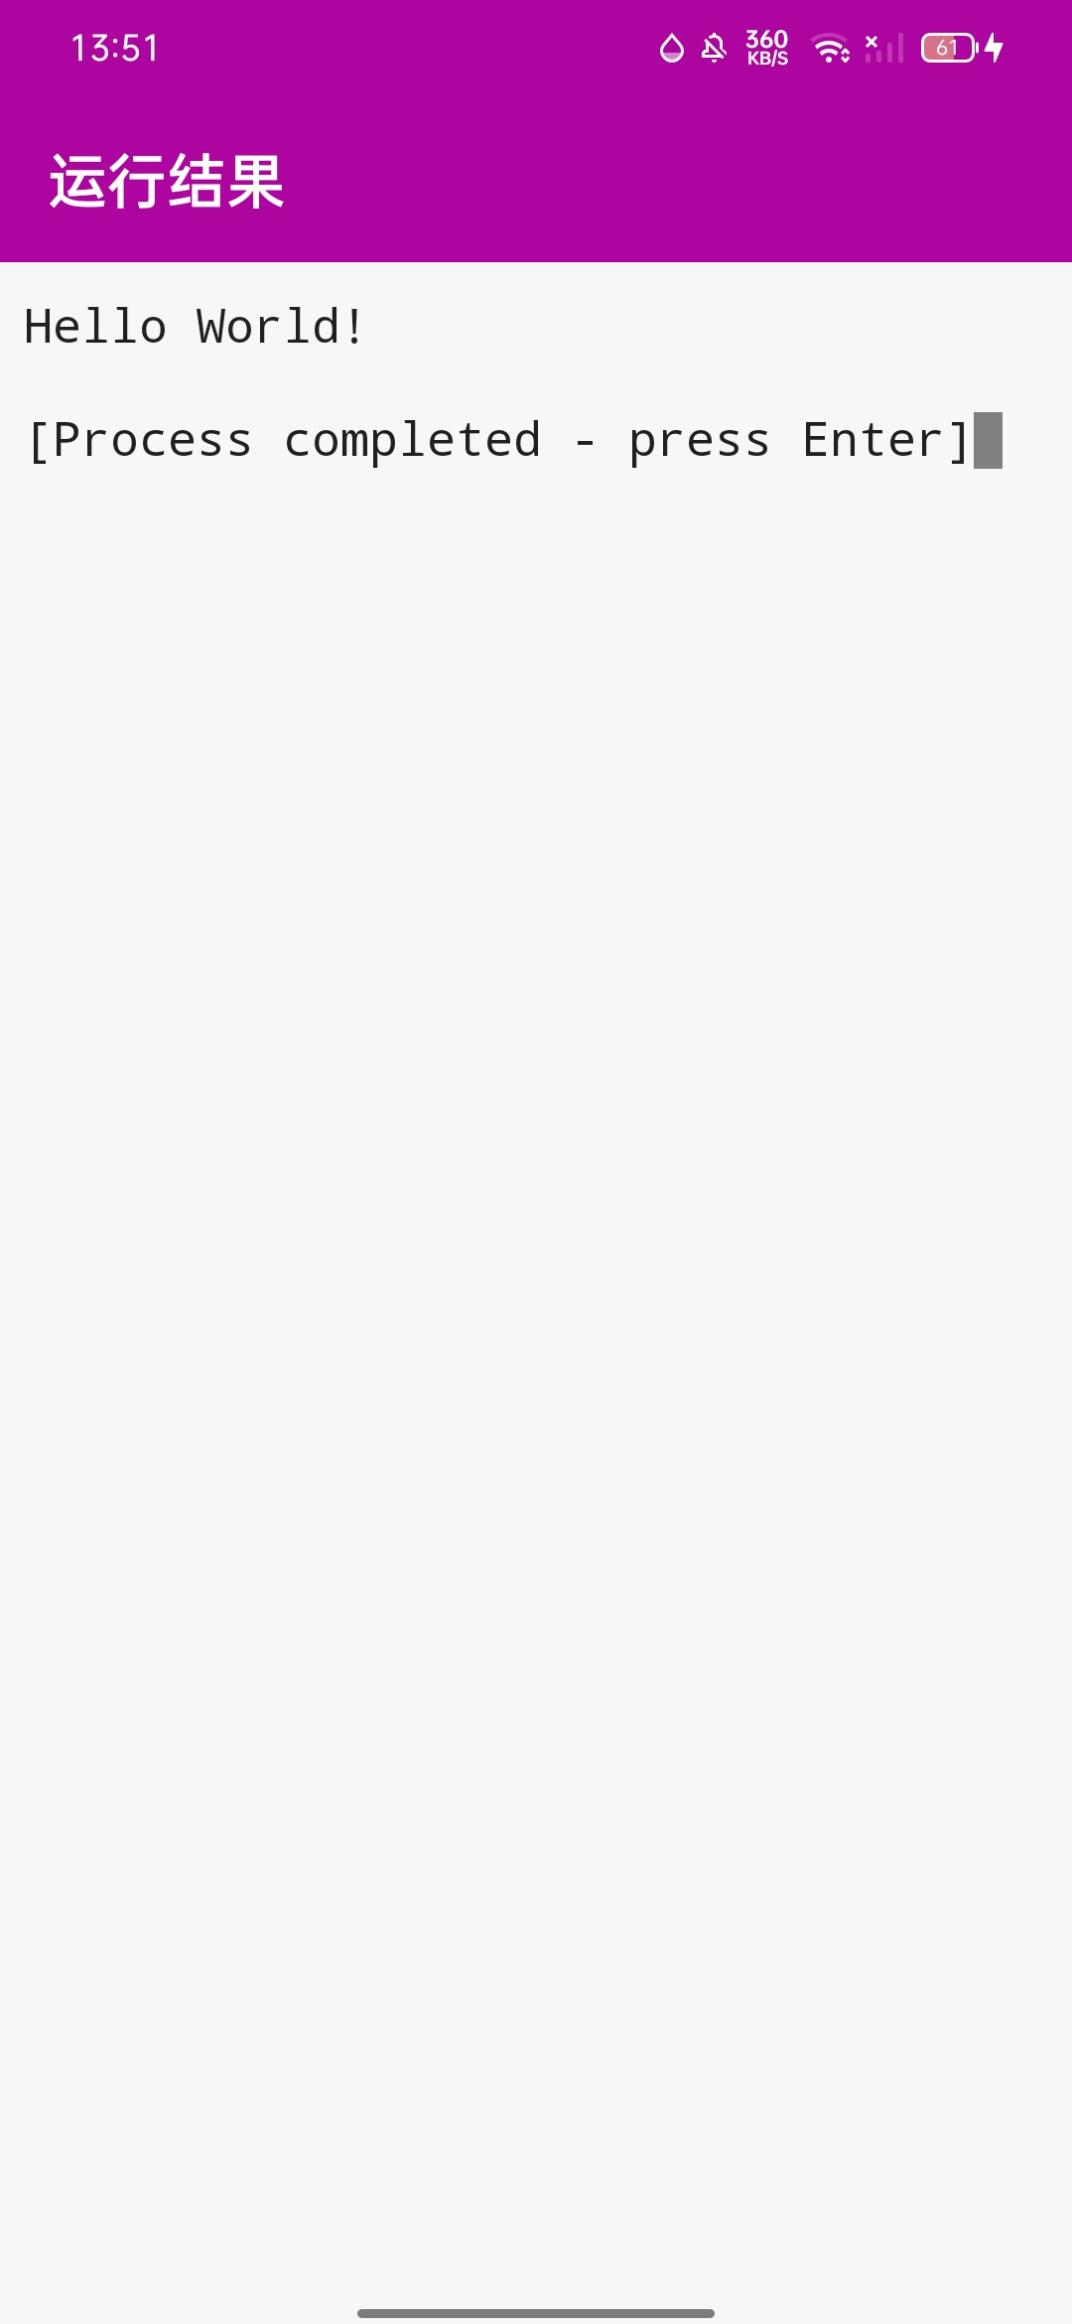 13:51
360
KB/S
61
运行结果
Hello World!
[Process completed - press Enter]